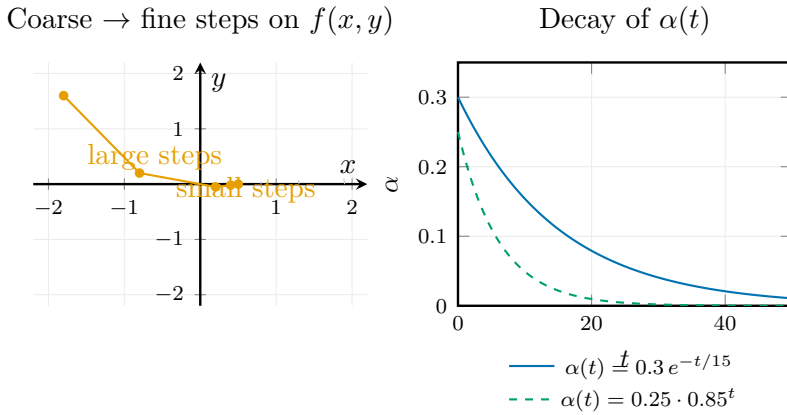 Coarse → fine steps on f(x, y)
2
1
−1
−2
−2
−1
1
2
y
x
large steps
small steps
Decay of α(t)
α
0.3
0.2
0.1
0
0
20
40
t
α(t) = 0.3 e^{−t/15}
α(t) = 0.25 · 0.85^t